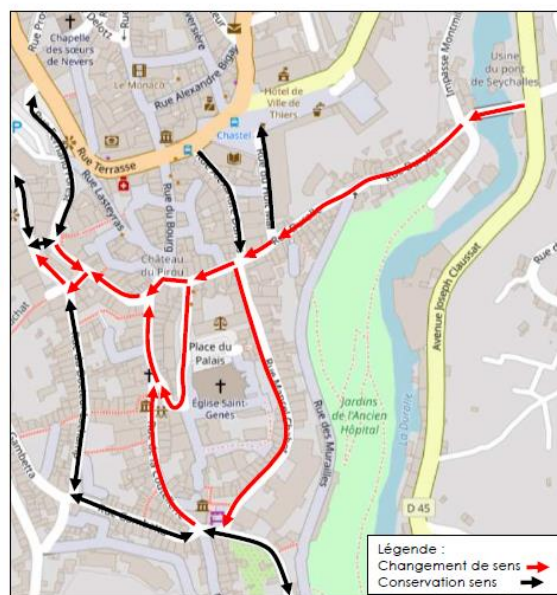 Chapelle
des sœurs
de Nevers
Le Monaco
Rue Alexandre Bigay
Hôtel de
Ville de
Thiers
Chastel
Impasse Montmi
Usine
du pont de
Seychalles
P
Rue Terrasse
Rue Lasteyras
Rue du Bourg
Château
du Pirou
Place du
Palais
Église Saint-
Genès
Rue des Murailles
Jardins
de l'Ancien
Hôpital
La Durolle
Avenue Joseph Claussat
Gambetta
D 45
Légende :
Changement de sens
Conservation sens